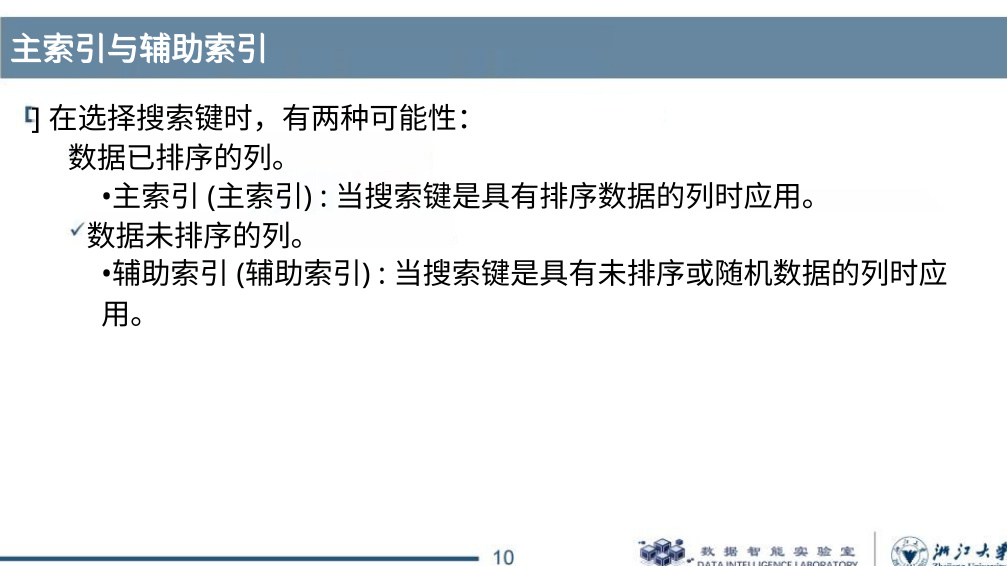 主索引与辅助索引
] 在选择搜索键时，有两种可能性：
数据已排序的列。
•主索引 (主索引) : 当搜索键是具有排序数据的列时应用。
✓数据未排序的列。
•辅助索引 (辅助索引) : 当搜索键是具有未排序或随机数据的列时应
用。
10
数据智能实验室
DATA INTELLIGENCE LABORATORY
浙江大学